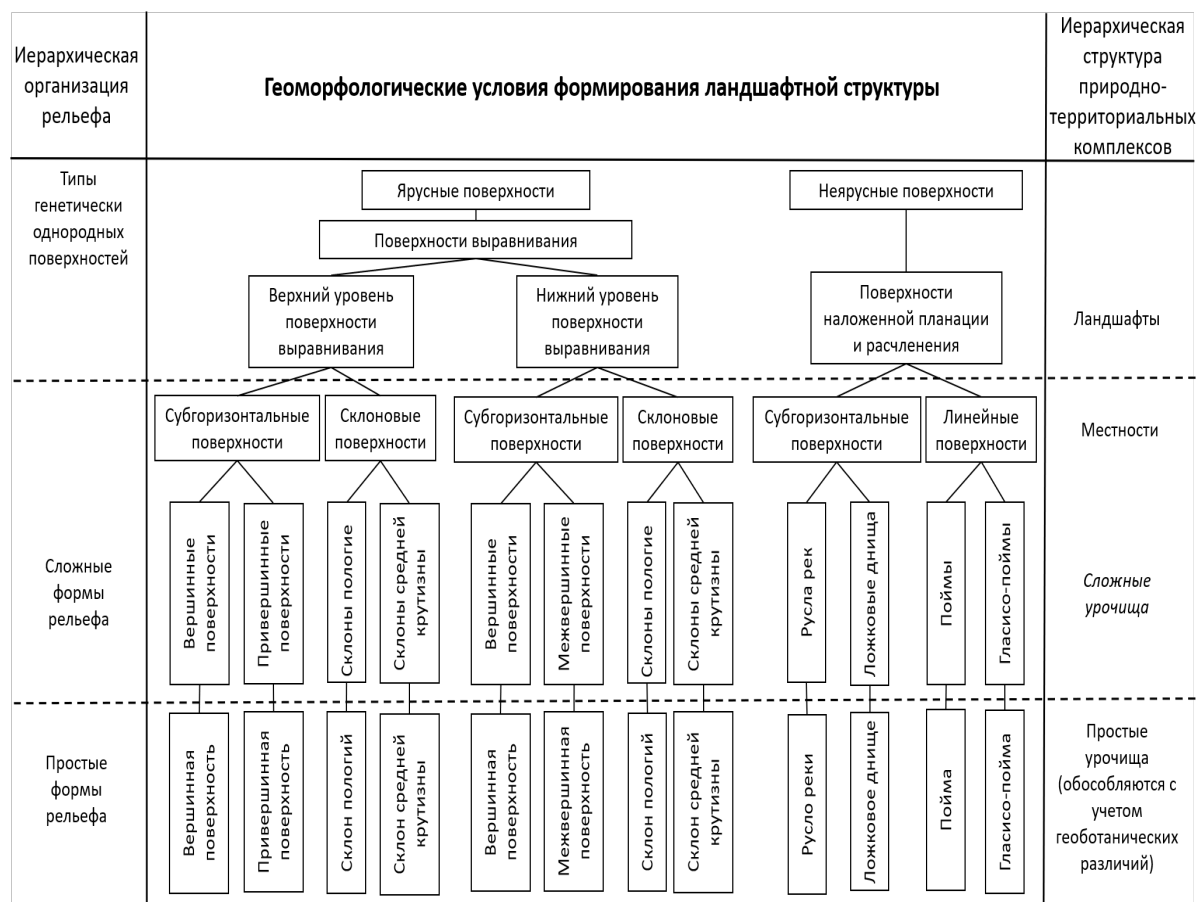 Иерархическая
организация
рельефа
Геоморфологические условия формирования ландшафтной структуры
Иерархическая
структура
природно-
территориальных
комплексов
Типы
генетически
однородных
поверхностей
Ярусные поверхности
Неярусные поверхности
Поверхности выравнивания
Верхний уровень
поверхности
выравнивания
Нижний уровень
поверхности
выравнивания
Поверхности
наложенной планации
и расчленения
Ландшафты
Субгоризонтальные
поверхности
Склоновые
поверхности
Субгоризонтальные
поверхности
Склоновые
поверхности
Субгоризонтальные
поверхности
Линейные
поверхности
Местности
Сложные
формы
рельефа
Вершинные
поверхности
Привершинные
поверхности
Склоны пологие
Склоны средней
крутизны
Вершинные
поверхности
Межвершинные
поверхности
Склоны пологие
Склоны средней
крутизны
Русла рек
Ложковые днища
Поймы
Гласисо-поймы
Сложные
урочища
Простые
формы
рельефа
Вершинная
поверхность
Привершинная
поверхность
Склон пологий
Склон средней
крутизны
Вершинная
поверхность
Межвершинная
поверхность
Склон пологий
Склон средней
крутизны
Русло реки
Ложковое днище
Пойма
Гласисо-пойма
Простые
урочища
(обособляются с
учетом
геоботанических
различий)